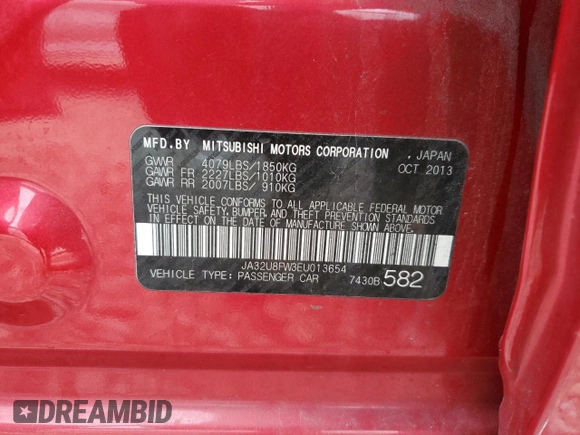 MFD.BY MITSUBISHI MOTORS CORPORATION , JAPAN
GVWR 4079LBS/1850KG OCT 2013
GAWR FR 2227LBS/1010KG
GAWR RR 2007LBS/ 910KG
THIS VEHICLE CONFORMS TO ALL APPLICABLE FEDERAL MOTOR
VEHICLE SAFETY, BUMPER, AND THEFT PREVENTION STANDARDS
IN EFFECT ON THE DATE OF MANUFACTURE SHOWN ABOVE.
JA32U8FW3EU013654
VEHICLE TYPE: PASSENGER CAR 7430B 582
DREAMBID